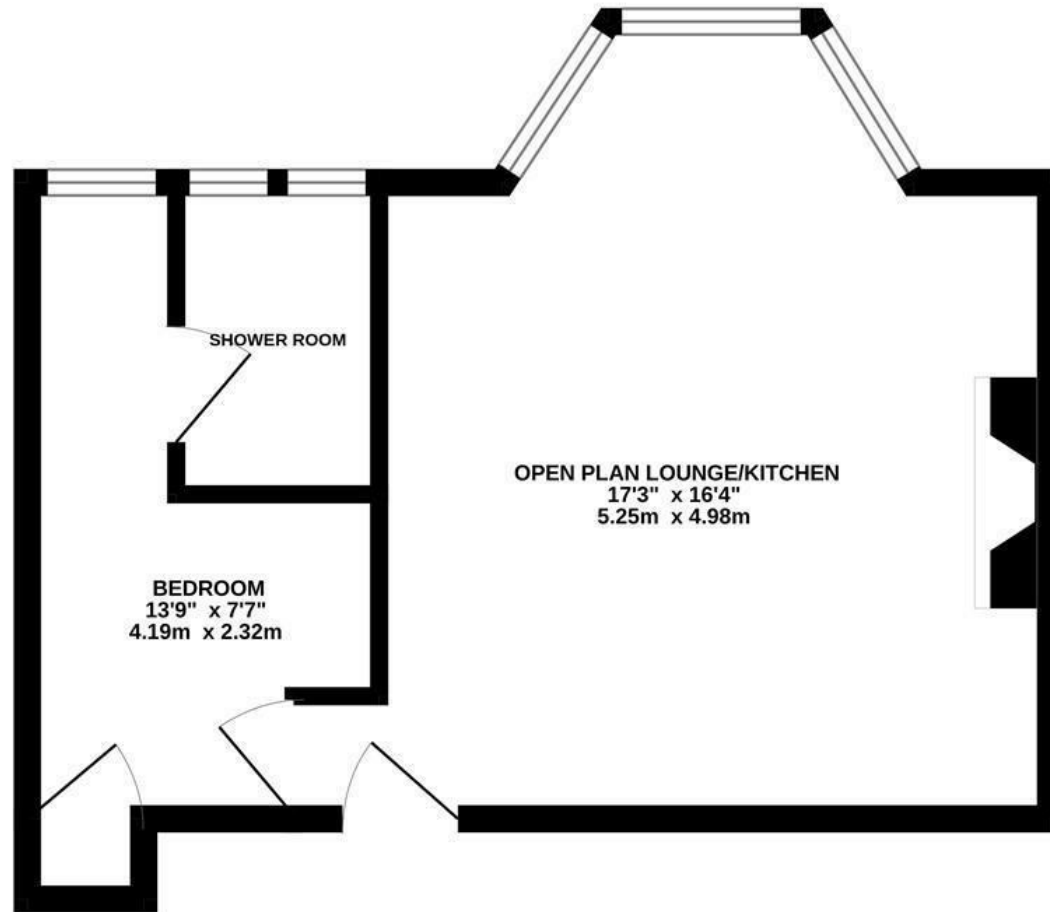 SHOWER ROOM
OPEN PLAN LOUNGE/KITCHEN
17'3" x 16'4"
5.25m x 4.98m
BEDROOM
13'9" x 7'7"
4.19m x 2.32m